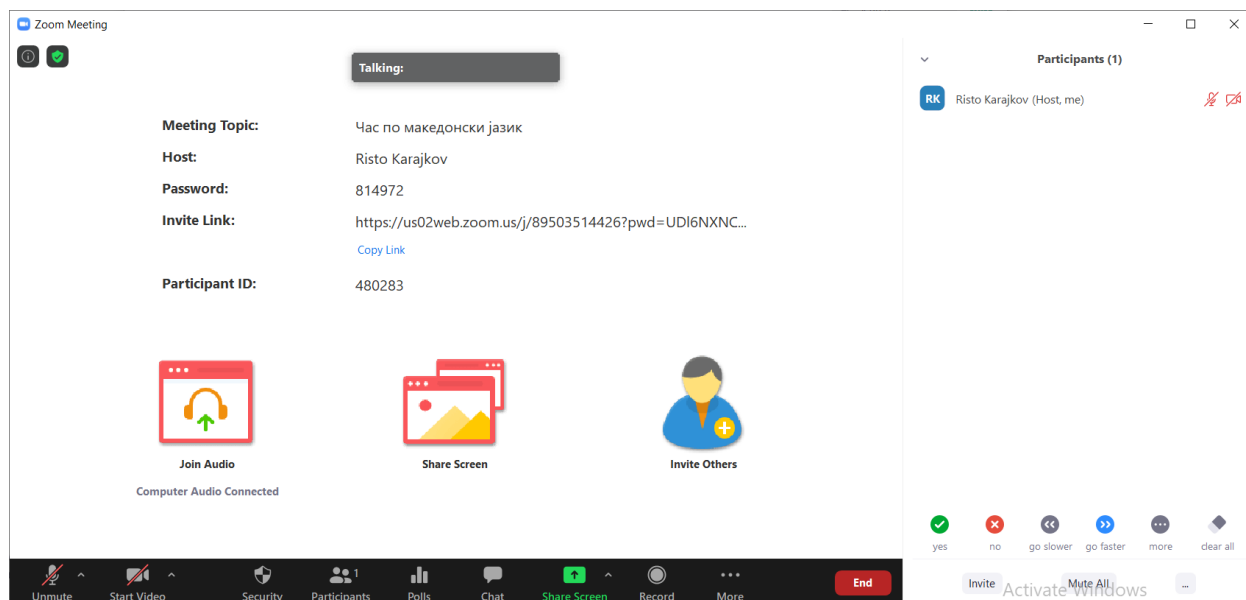 Zoom Meeting
Talking:
Meeting Topic: Час по македонски јазик
Host: Risto Karajkov
Password: 814972
Invite Link: https://us02web.zoom.us/j/89503514426?pwd=UDl6NXNC...
Copy Link
Participant ID: 480283
Join Audio
Share Screen
Invite Others
Computer Audio Connected
Unmute
Start Video
Security
Participants 1
Polls
Chat
Share Screen
Record
More
End
Participants (1)
RK Risto Karajkov (Host, me)
yes no go slower go faster more clear all
Invite Mute All ...
Activate Windows